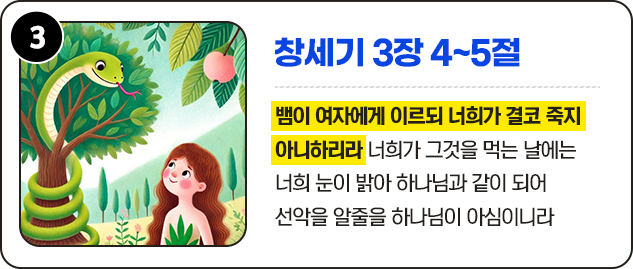 3
창세기 3장 4~5절
뱀이 여자에게 이르되 너희가 결코 죽지
아니하리라 너희가 그것을 먹는 날에는
너희 눈이 밝아 하나님과 같이 되어
선악을 알줄을 하나님이 아심이니라